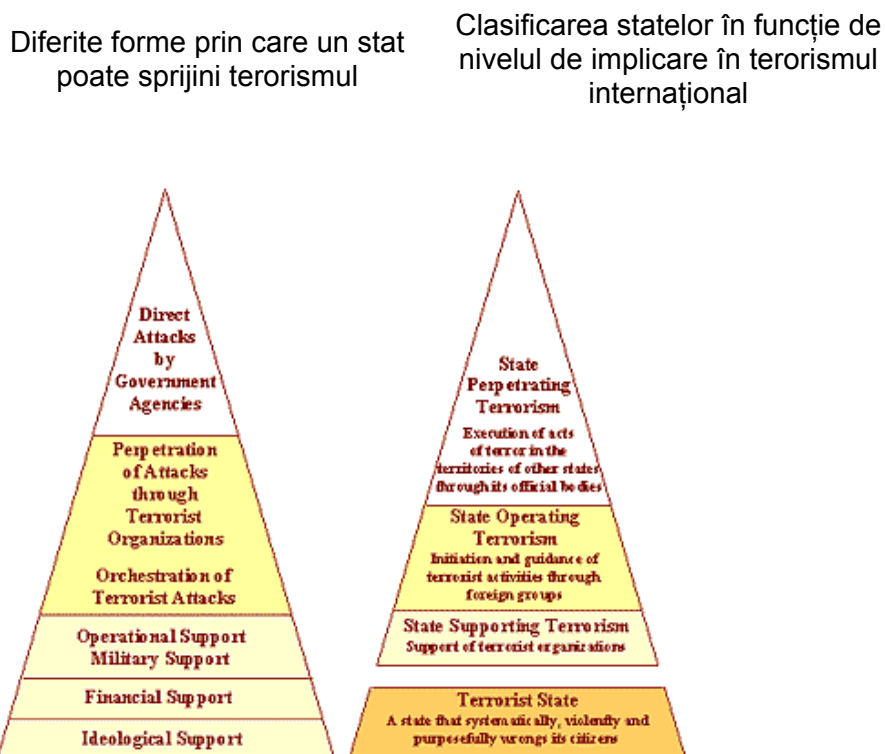 Diferite forme prin care un stat
poate sprijini terorismul
Clasificarea statelor în funcție de
nivelul de implicare în terorismul
internațional
Direct
Attacks
by
Government
Agencies
Perpetration
of Attacks
through
Terrorist
Organizations
Orchestration of
Terrorist Attacks
Operational Support
Military Support
Financial Support
Ideological Support
State
Perpetrating
Terrorism
Execution of acts
of terror in the
territories of other states
through its official bodies
State Operating
Terrorism
Initiation and guidance of
terrorist activities through
foreign groups
State Supporting Terrorism
Support of terrorist organizations
Terrorist State
A state that systematically, violently and
purposefully wrongs its citizens